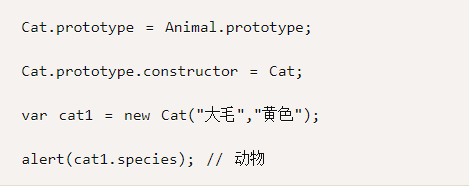 Cat.prototype = Animal.prototype;
Cat.prototype.constructor = Cat;
var cat1 = new Cat("大毛","黄色");
alert(cat1.species); // 动物